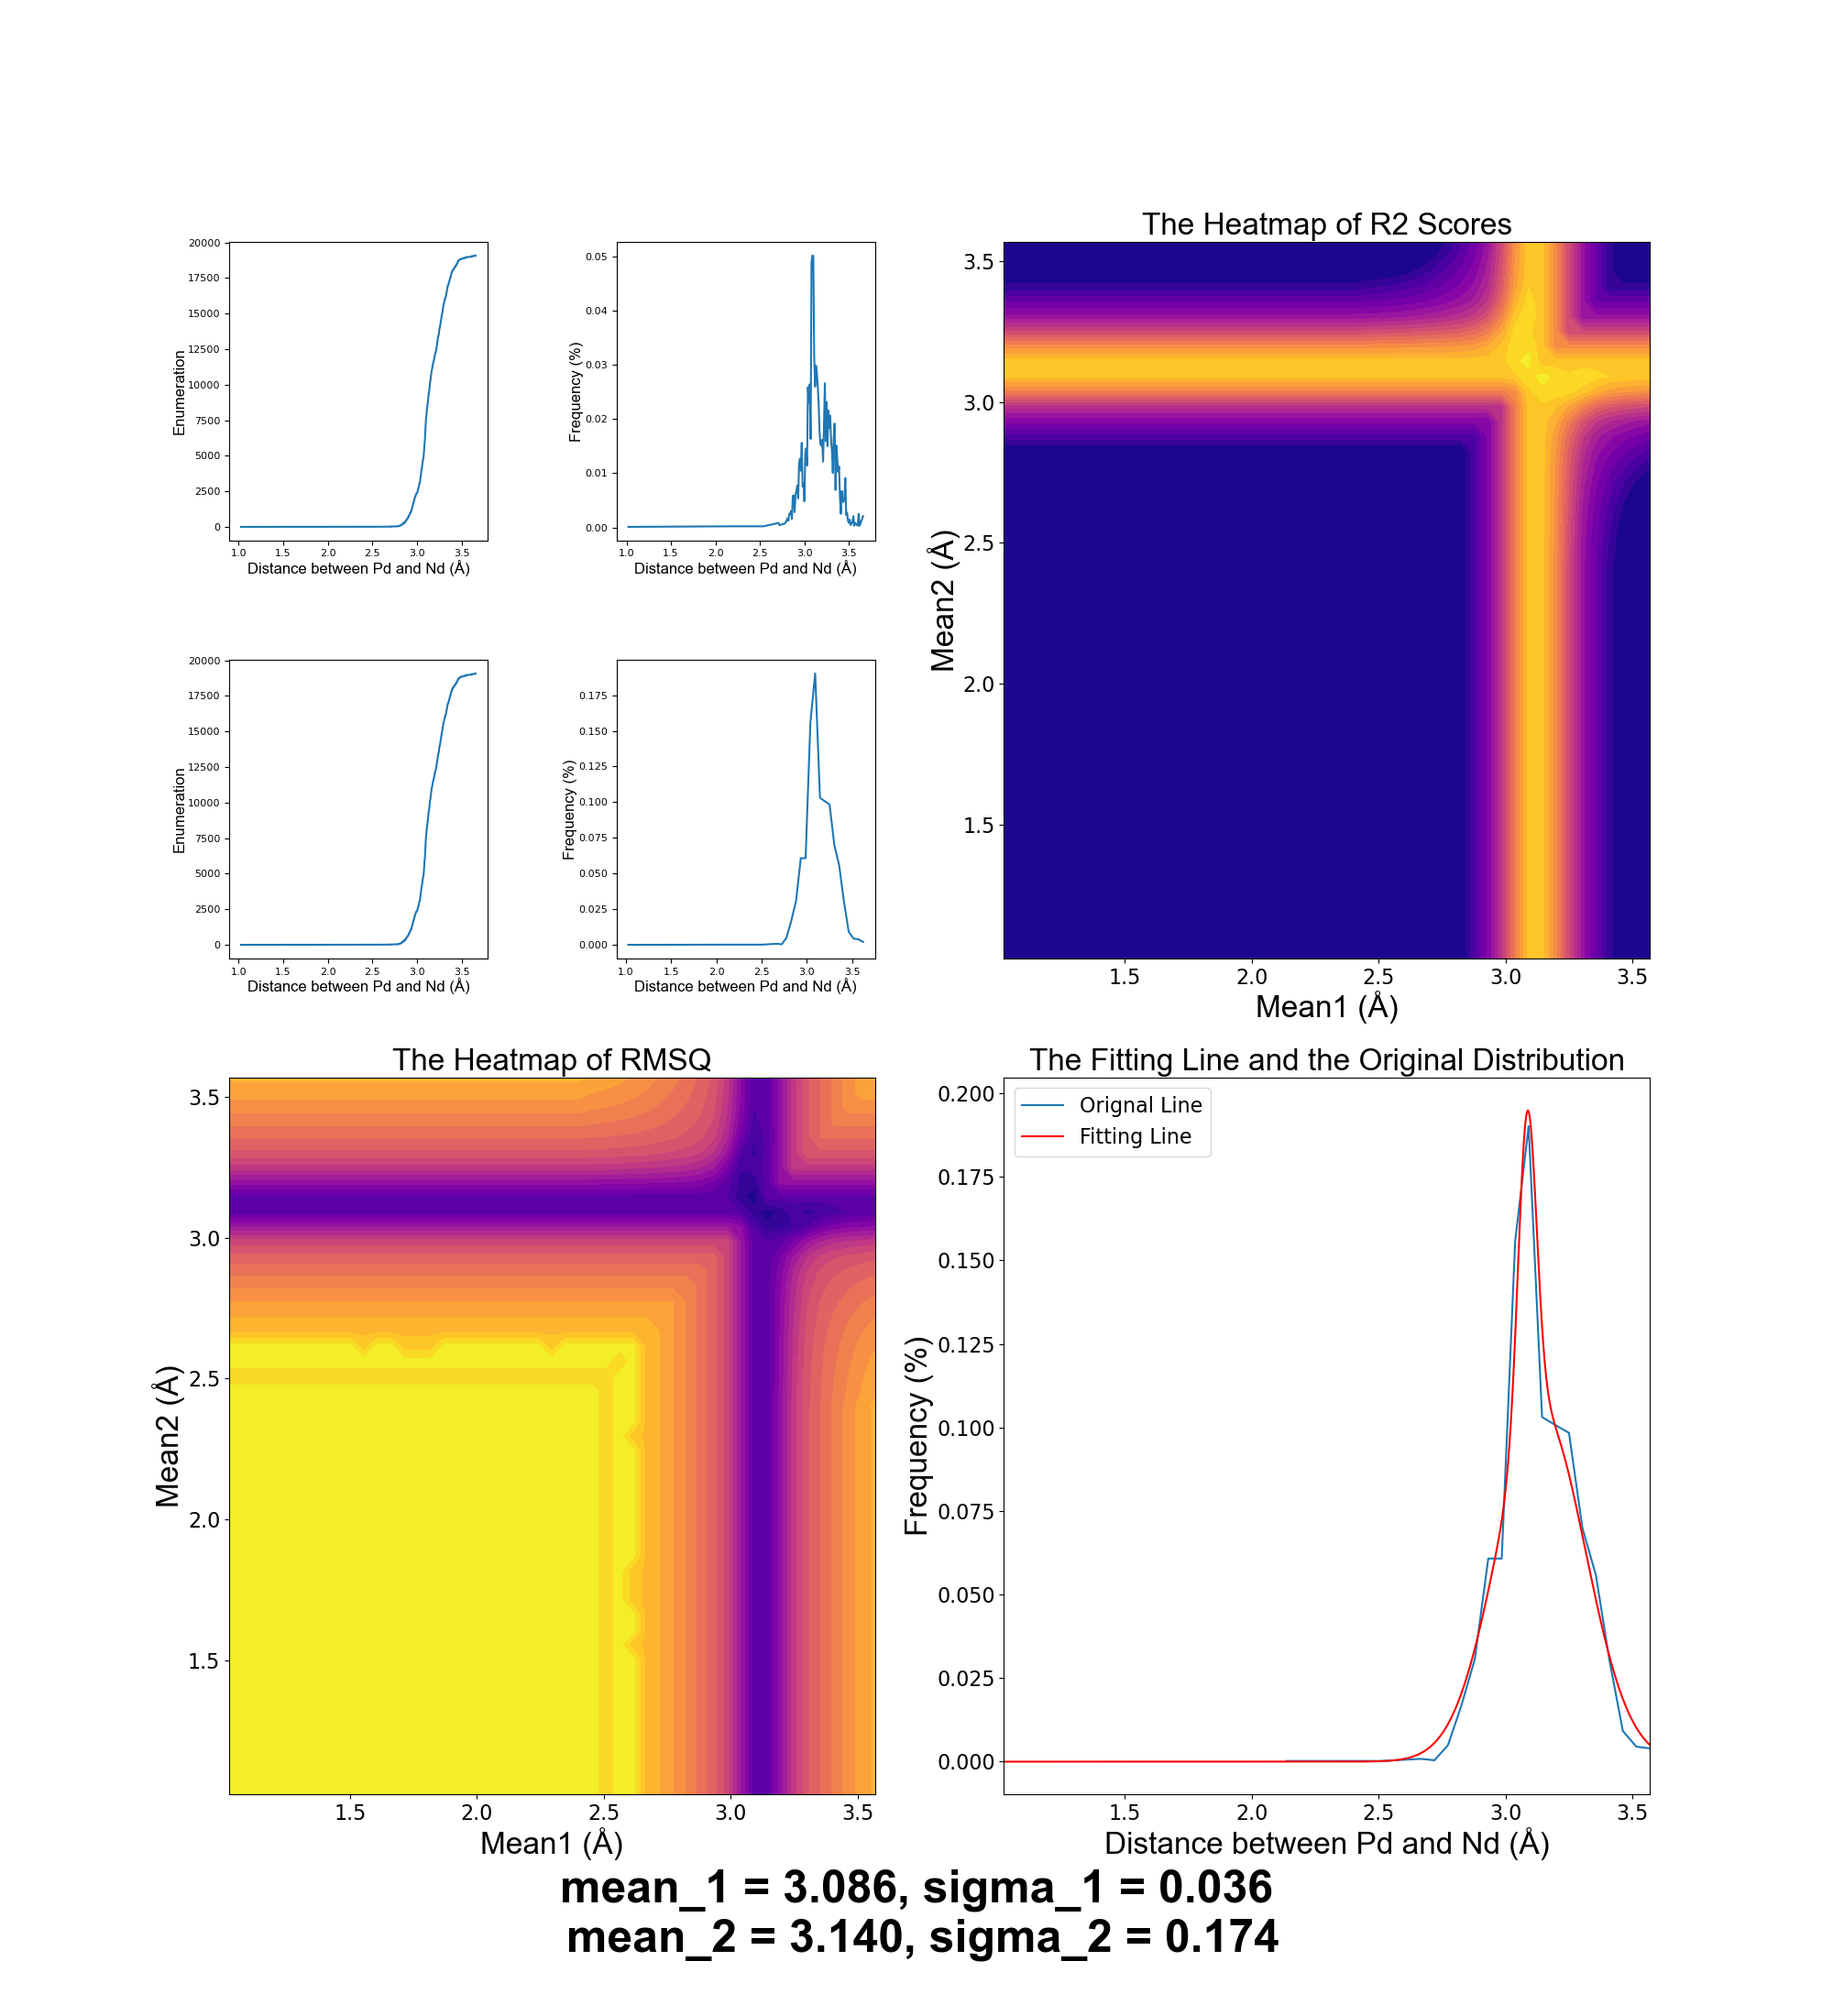 20000
17500
15000
12500
10000
7500
5000
2500
0
Enumeration
1.0 1.5 2.0 2.5 3.0 3.5
Distance between Pd and Nd (Å)
0.05
0.04
0.03
0.02
0.01
0.00
Frequency (%)
1.0 1.5 2.0 2.5 3.0 3.5
Distance between Pd and Nd (Å)
The Heatmap of R2 Scores
3.5
3.0
2.5
2.0
1.5
Mean2 (Å)
1.5 2.0 2.5 3.0 3.5
Mean1 (Å)
20000
17500
15000
12500
10000
7500
5000
2500
0
Enumeration
1.0 1.5 2.0 2.5 3.0 3.5
Distance between Pd and Nd (Å)
0.175
0.150
0.125
0.100
0.075
0.050
0.025
0.000
Frequency (%)
1.0 1.5 2.0 2.5 3.0 3.5
Distance between Pd and Nd (Å)
The Heatmap of RMSQ
3.5
3.0
2.5
2.0
1.5
Mean2 (Å)
1.5 2.0 2.5 3.0 3.5
Mean1 (Å)
The Fitting Line and the Original Distribution
Orignal Line
Fitting Line
0.200
0.175
0.150
0.125
0.100
0.075
0.050
0.025
0.000
Frequency (%)
1.5 2.0 2.5 3.0 3.5
Distance between Pd and Nd (Å)
mean_1 = 3.086, sigma_1 = 0.036
mean_2 = 3.140, sigma_2 = 0.174